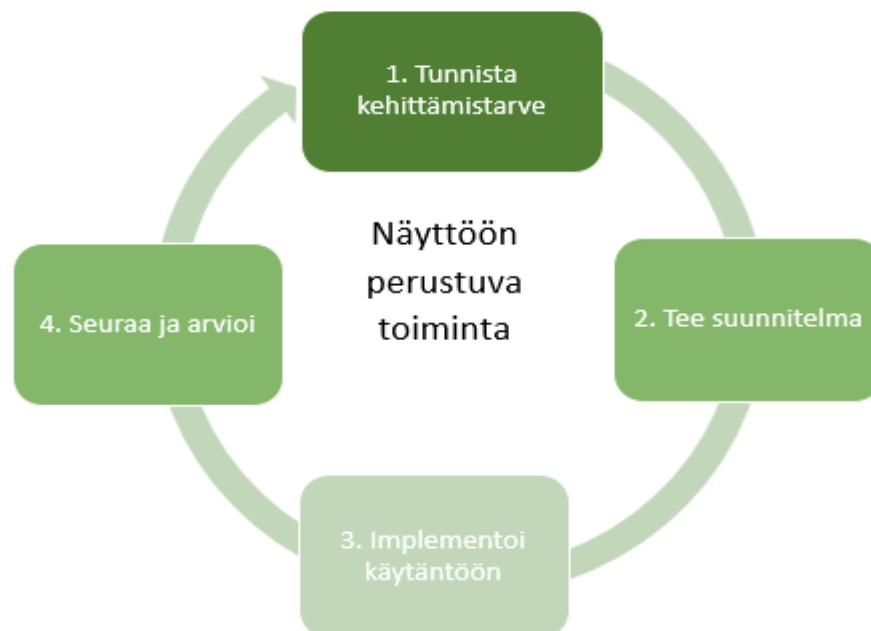 1. Tunnista
kehittämistarve
Näyttöön
perustuva
toiminta
2. Tee suunnitelma
3. Implementoi
käytäntöön
4. Seuraa ja arvioi